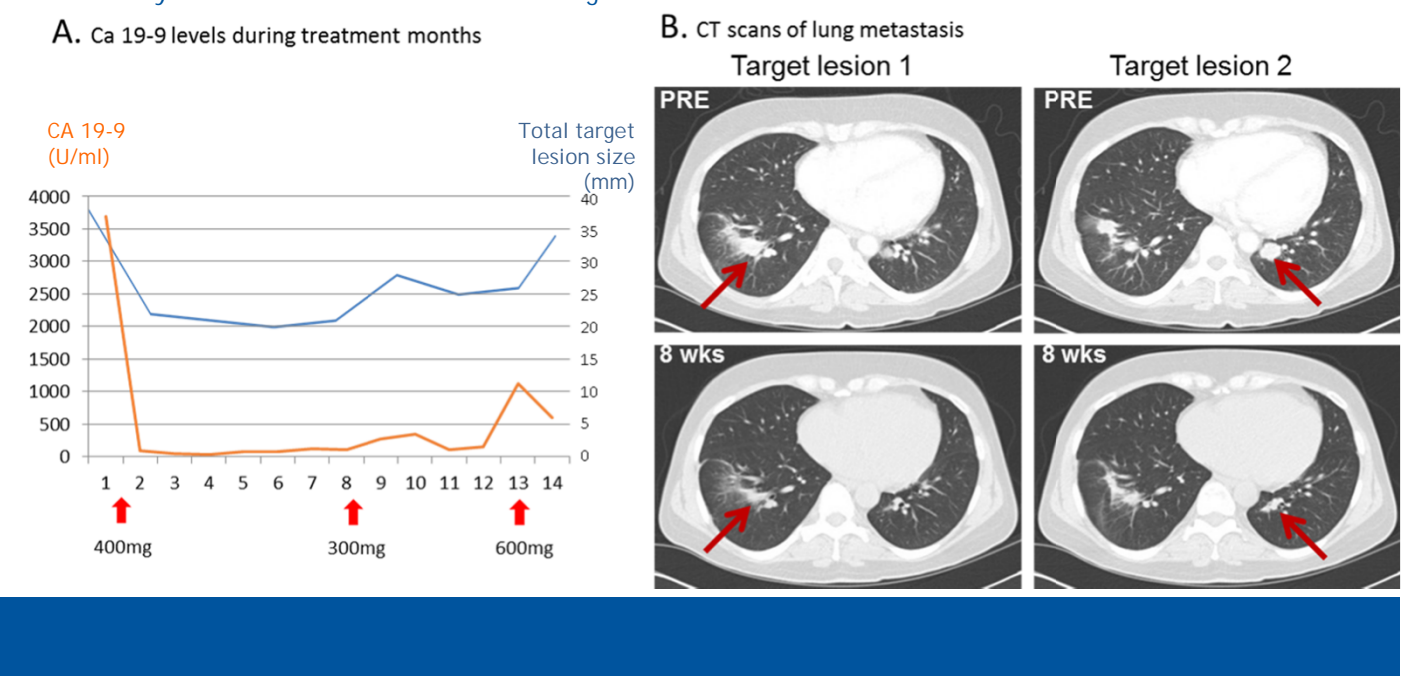 A. Ca 19-9 levels during treatment months
CA 19-9
(U/ml)
Total target
lesion size
(mm)
4000
3500
3000
2500
2000
1500
1000
500
0
40
35
30
25
20
15
10
5
0
1 2 3 4 5 6 7 8 9 10 11 12 13 14
400mg 300mg 600mg
B. CT scans of lung metastasis
Target lesion 1 Target lesion 2
PRE PRE
8 wks 8 wks